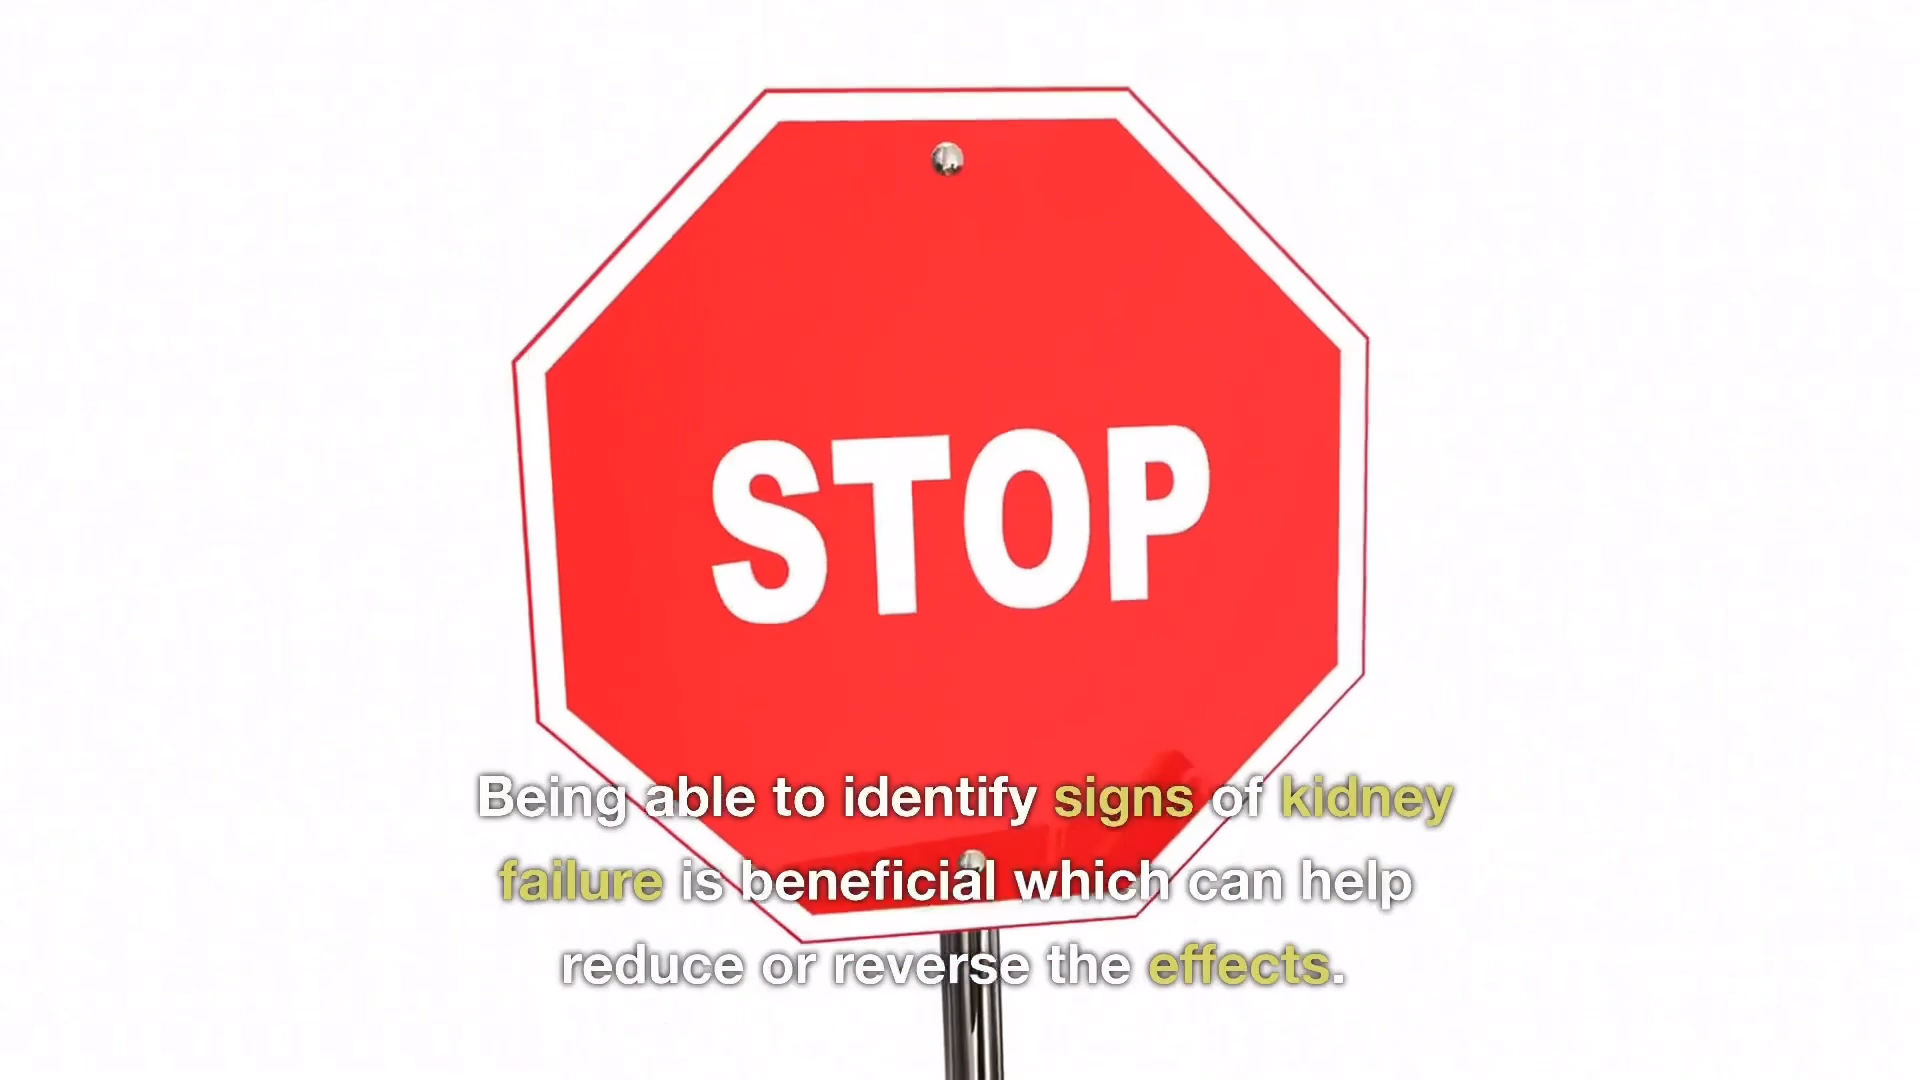 STOP
Being able to identify signs of kidney
failure is beneficial which can help
reduce or reverse the effects.